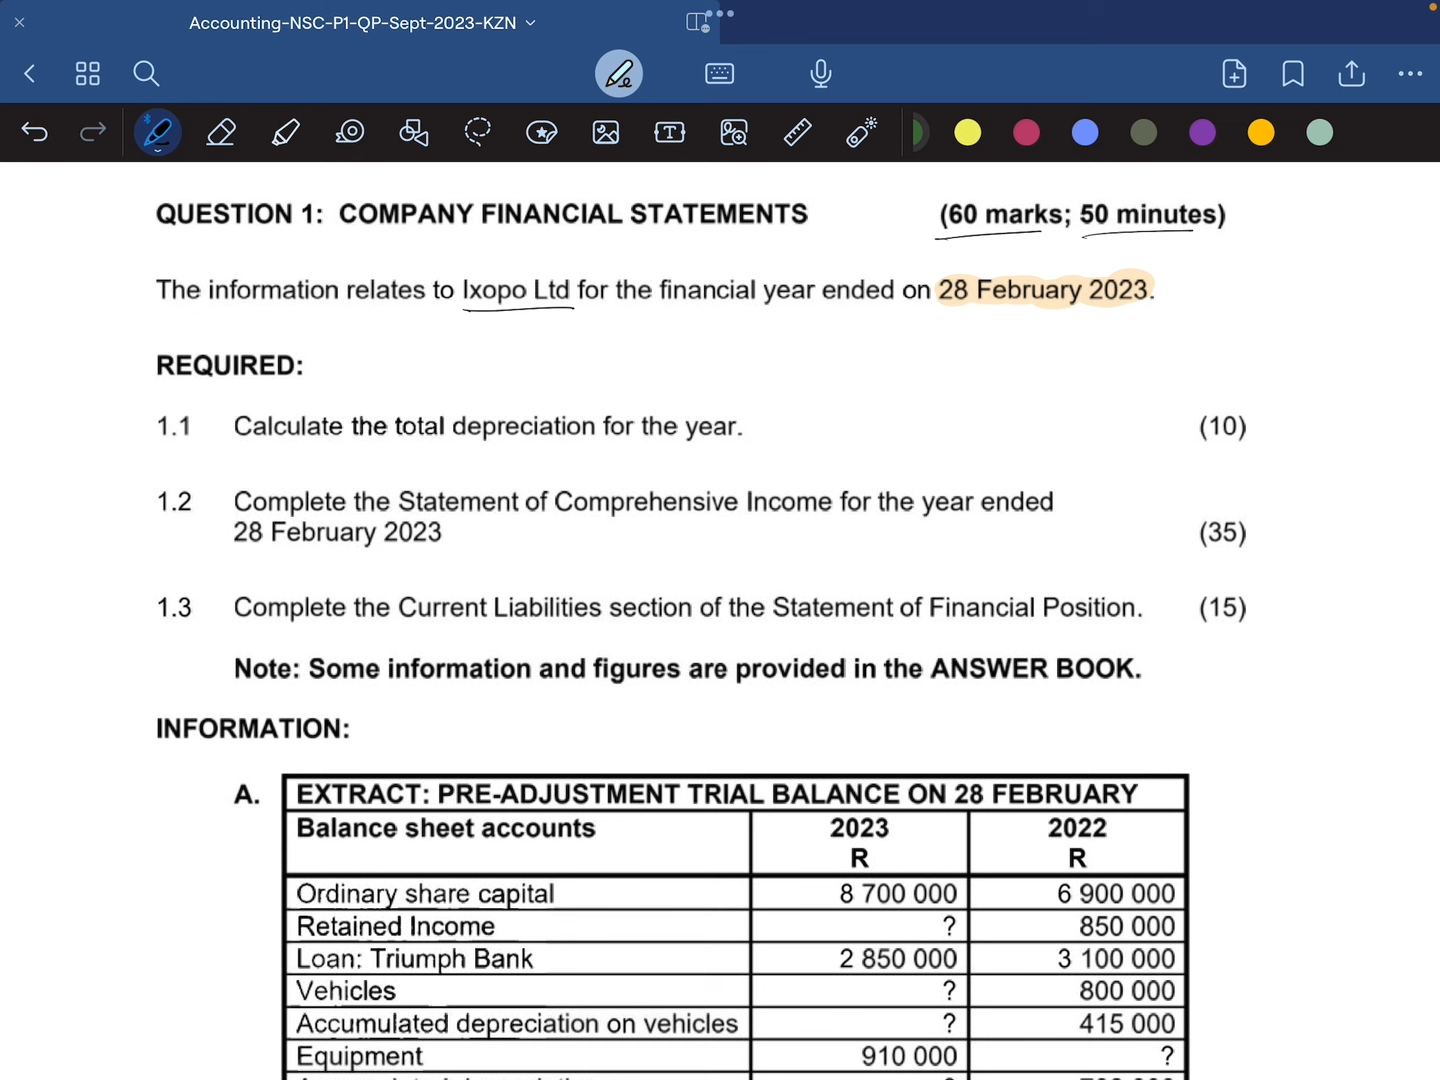 Accounting-NSC-P1-QP-Sept-2023-KZN
QUESTION 1: COMPANY FINANCIAL STATEMENTS (60 marks; 50 minutes)
The information relates to Ixopo Ltd for the financial year ended on 28 February 2023.
REQUIRED:
1.1 Calculate the total depreciation for the year. (10)
1.2 Complete the Statement of Comprehensive Income for the year ended
28 February 2023 (35)
1.3 Complete the Current Liabilities section of the Statement of Financial Position. (15)
Note: Some information and figures are provided in the ANSWER BOOK.
INFORMATION:
A. EXTRACT: PRE-ADJUSTMENT TRIAL BALANCE ON 28 FEBRUARY
Balance sheet accounts 2023 2022
R R
Ordinary share capital 8 700 000 6 900 000
Retained Income ? 850 000
Loan: Triumph Bank 2 850 000 3 100 000
Vehicles ? 800 000
Accumulated depreciation on vehicles ? 415 000
Equipment 910 000 ?